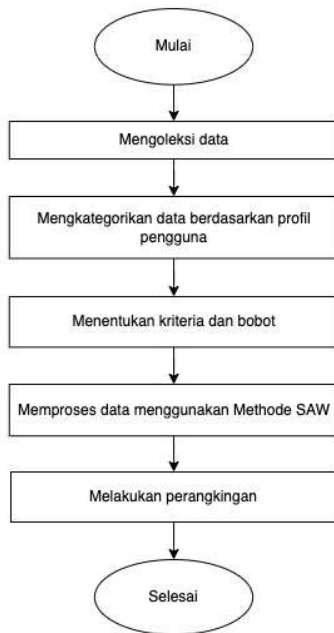 Mulai
Mengoleksi data
Mengkategorikan data berdasarkan profil
pengguna
Menentukan kriteria dan bobot
Memproses data menggunakan Methode SAW
Melakukan perangkingan
Selesai